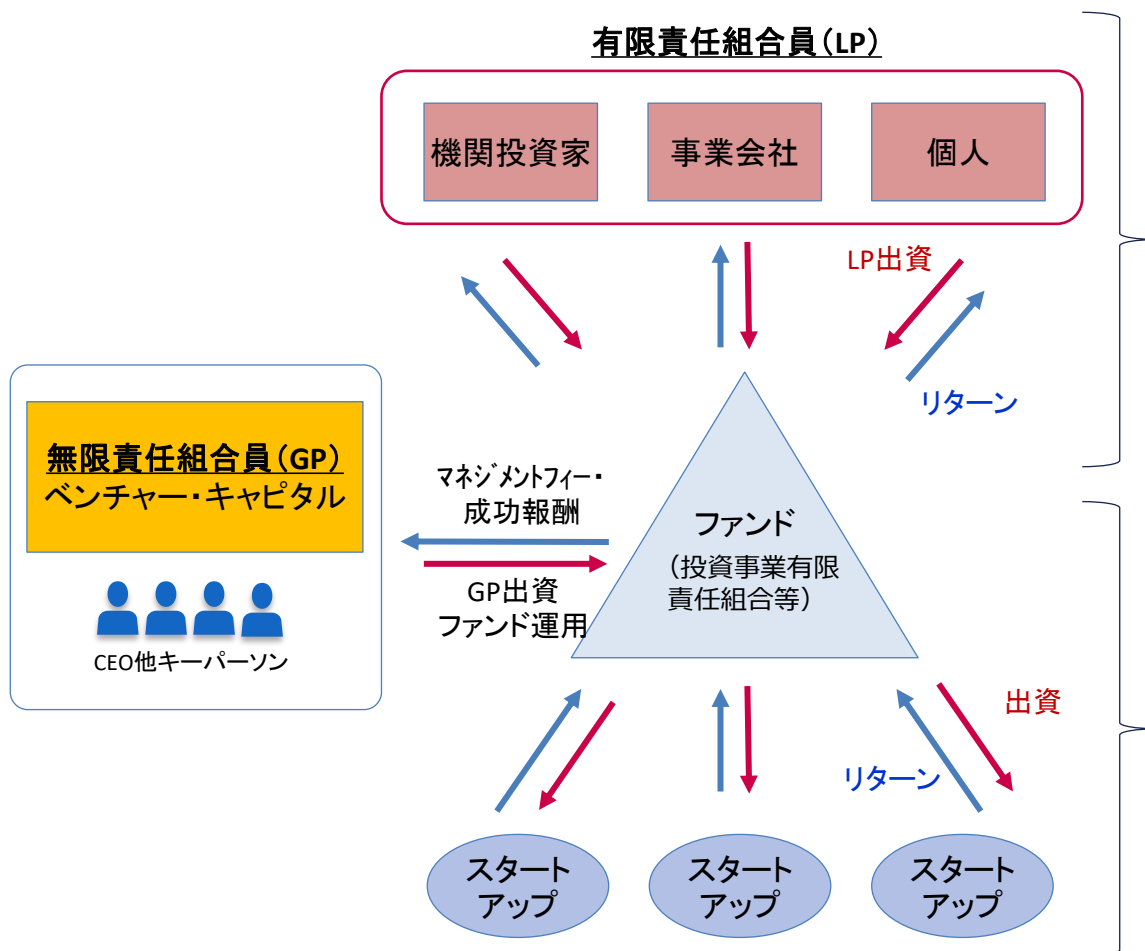 有限責任組合員(LP)
機関投資家
事業会社
個人
LP出資
リターン
無限責任組合員(GP)
ベンチャー・キャピタル
CEO他キーパーソン
マネジメントフィー・
成功報酬
GP出資
ファンド運用
ファンド
(投資事業有限
責任組合等)
出資
リターン
スタート
アップ
スタート
アップ
スタート
アップ